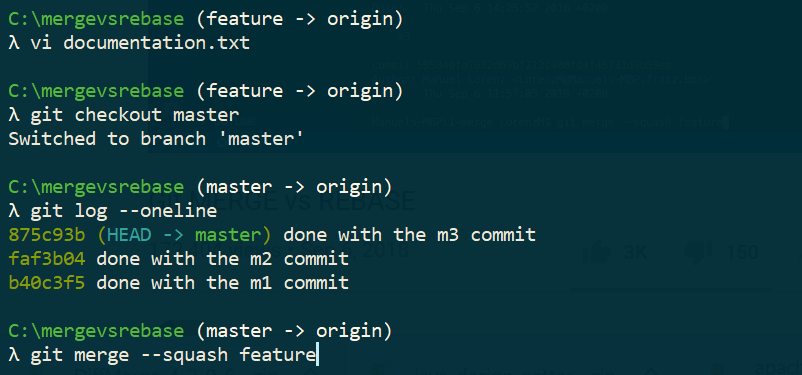 C:\mergevsrebase (feature -> origin)
λ vi documentation.txt
C:\mergevsrebase (feature -> origin)
λ git checkout master
Switched to branch 'master'
C:\mergevsrebase (master -> origin)
λ git log --oneline
875c93b (HEAD -> master) done with the m3 commit
faf3b04 done with the m2 commit
b40c3f5 done with the m1 commit
C:\mergevsrebase (master -> origin)
λ git merge --squash feature
MERGE vs REBASE
3K
150